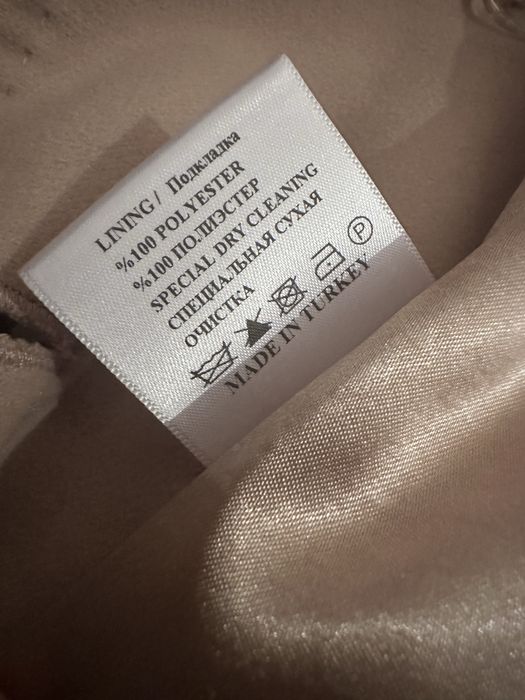 LINING / Подкладка
%100 POLYESTER
%100 ПОЛИЭСТЕР
SPECIAL DRY CLEANING
СПЕЦИАЛЬНАЯ СУХАЯ
ОЧИСТКА
P
MADE IN TURKEY